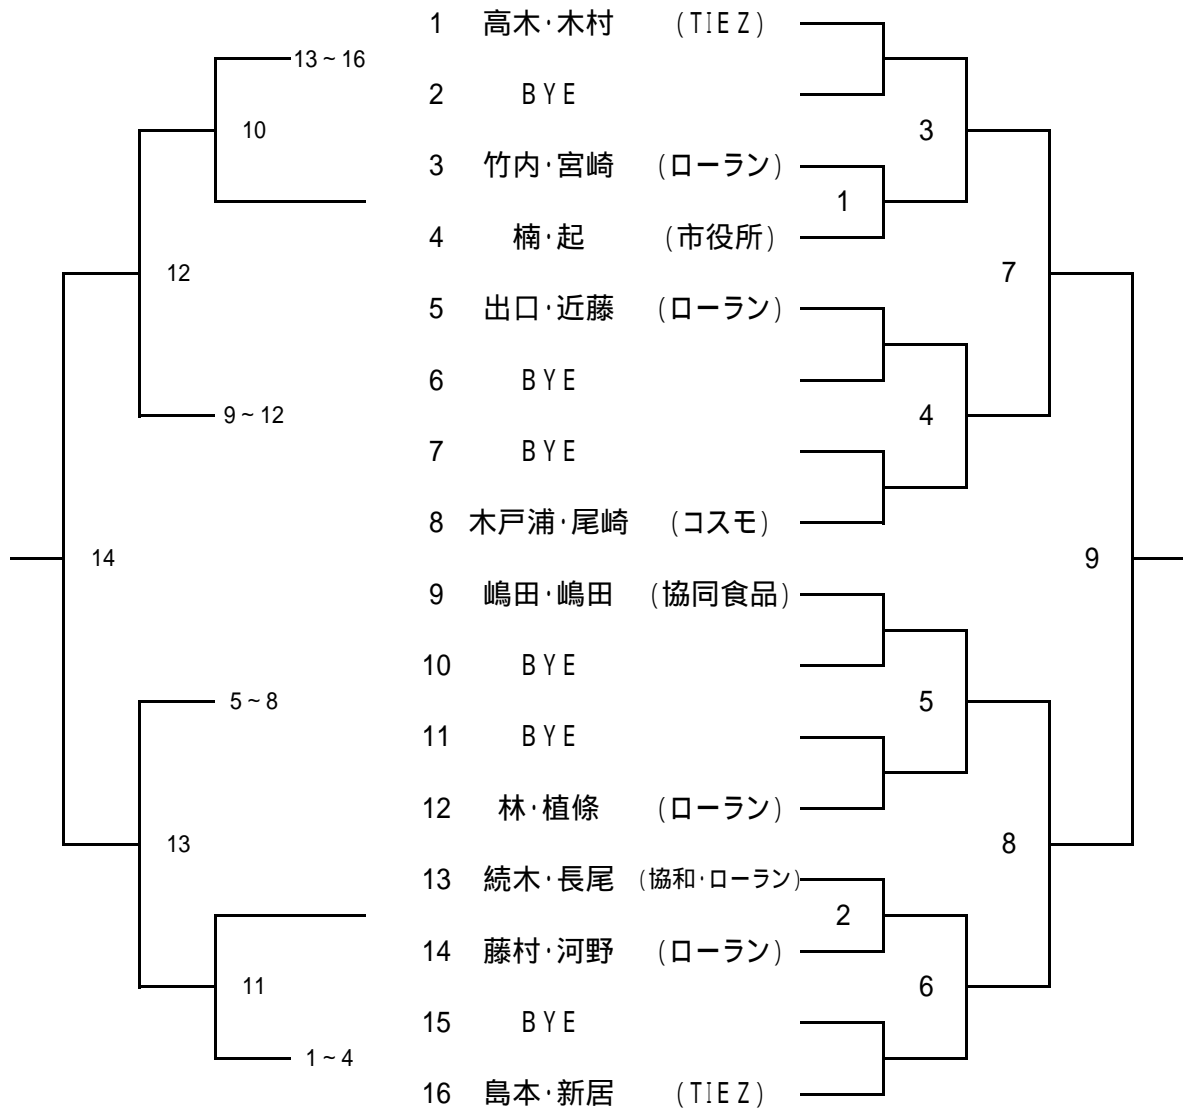 1 高木・木村 (TIEZ)
13~16
2 BYE
10
3
3 竹内・宮崎 (ローラン)
1
4 楠・起 (市役所)
12
7
5 出口・近藤 (ローラン)
6 BYE
9~12
4
7 BYE
8 木戸浦・尾崎 (コスモ)
14
9
9 嶋田・嶋田 (協同食品)
10 BYE
5~8
5
11 BYE
12 林・植條 (ローラン)
13
8
13 続木・長尾 (協和・ローラン)
2
14 藤村・河野 (ローラン)
11
6
15 BYE
1~4
16 島本・新居 (TIEZ)